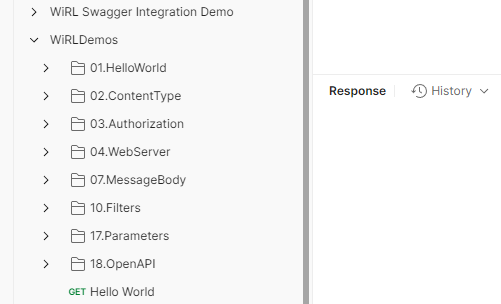 WiRL Swagger Integration Demo
WiRLDemos
01.HelloWorld
02.ContentType
03.Authorization
04.WebServer
07.MessageBody
10.Filters
17.Parameters
18.OpenAPI
GET Hello World
Response History